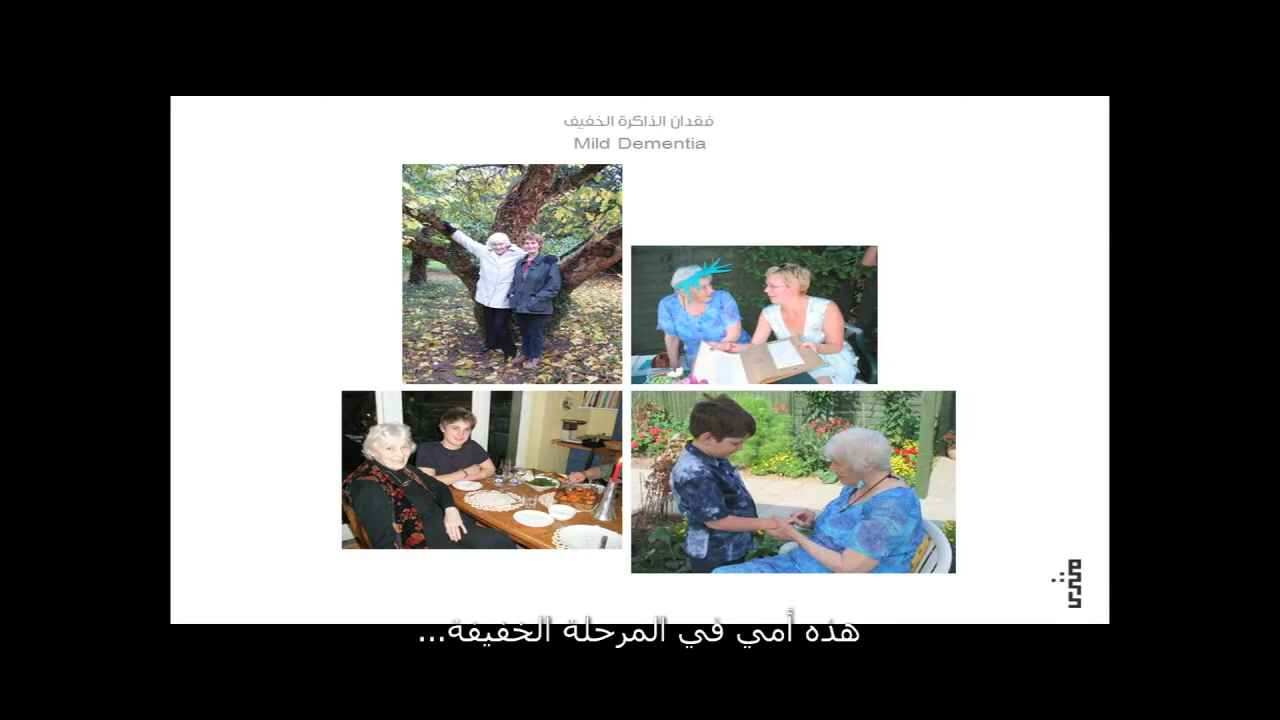 فقدان الذاكرة الخفيف
Mild Dementia
هذه أمي في المرحلة الخفيفة...